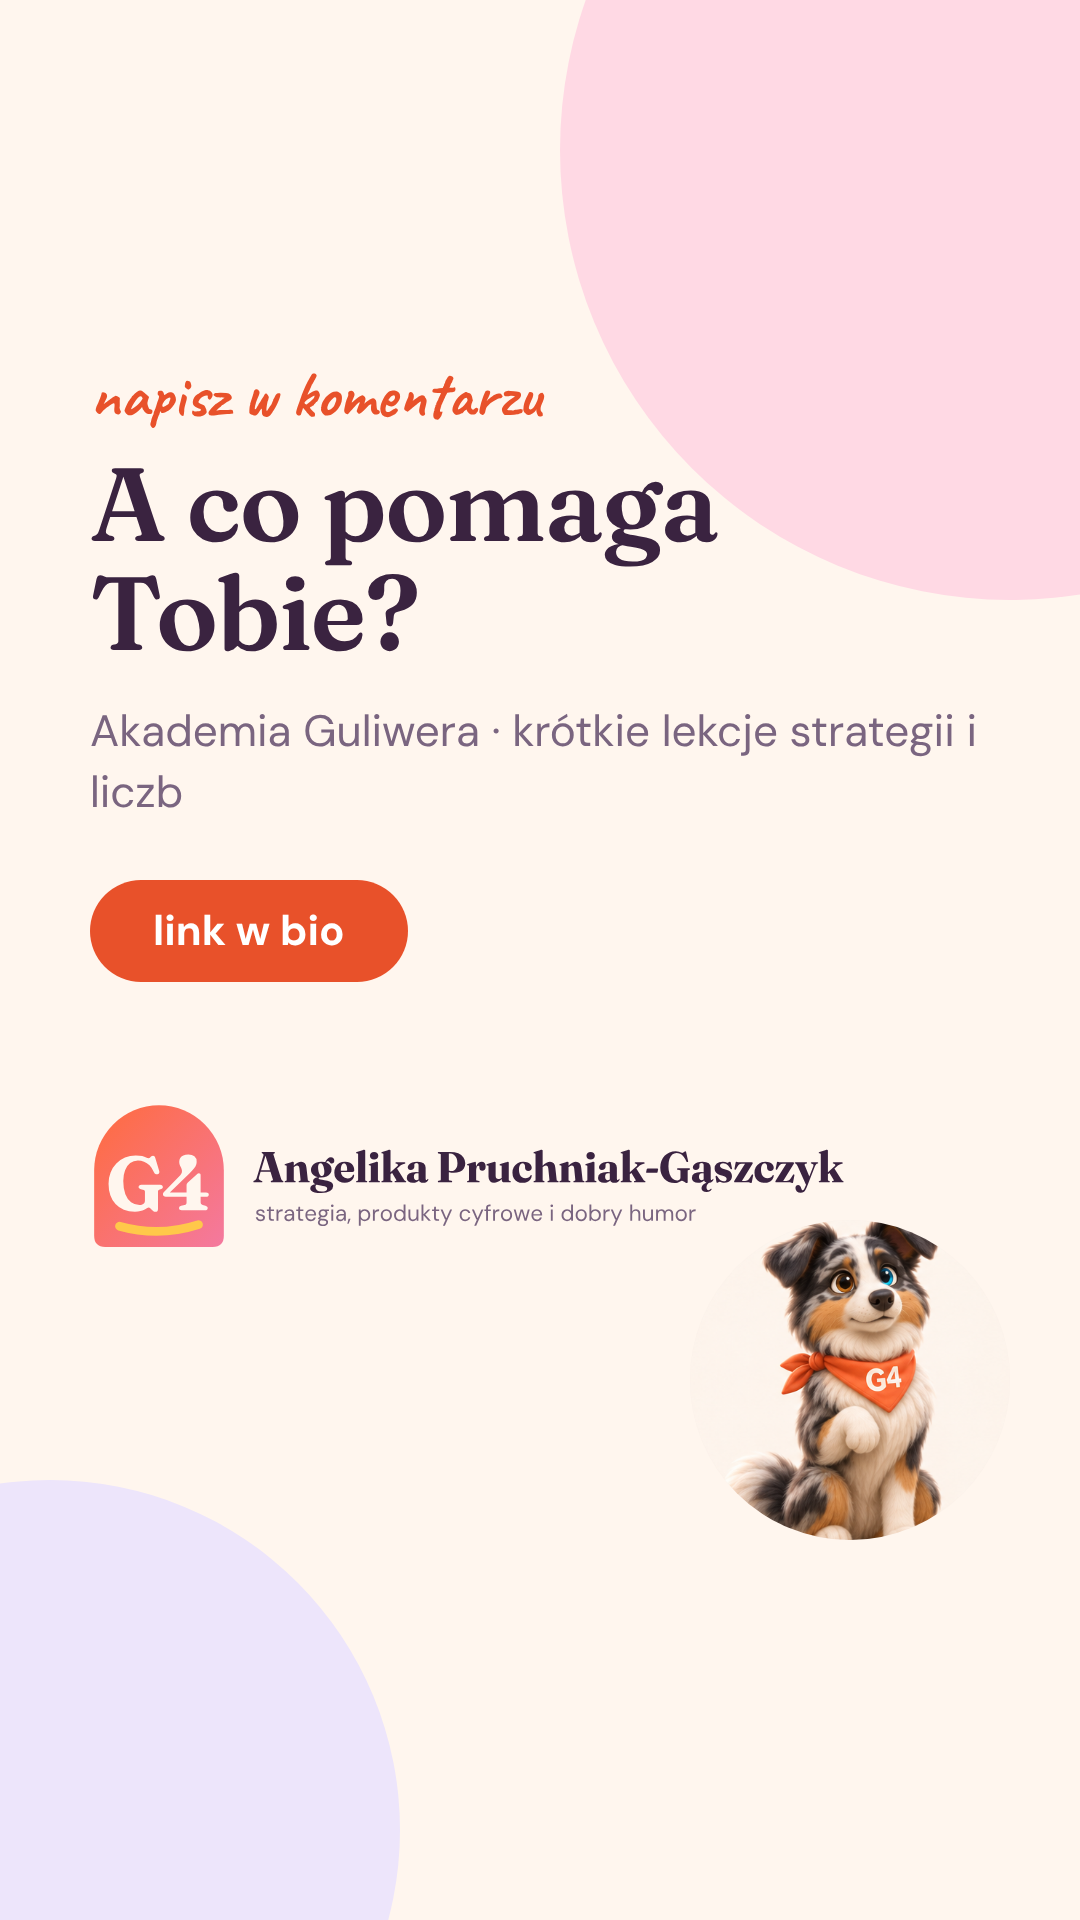 napisz w komentarzu
A co pomaga
Tobie?
Akademia Guliwera · krótkie lekcje strategii i
liczb
link w bio
G4
Angelika Pruchniak-Gąszczyk
strategia, produkty cyfrowe i dobry humor
G4